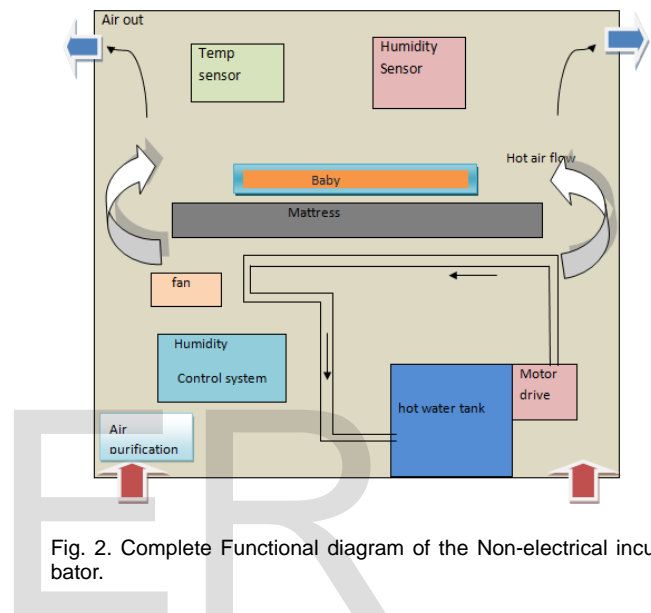 Air out
Temp
sensor
Humidity
Sensor
Hot air flow
Baby
Mattress
fan
Humidity
Control system
Motor
drive
hot water tank
Air
purification
ER
Fig. 2. Complete Functional diagram of the Non-electrical incu
bator.